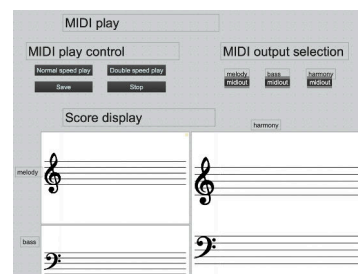 MIDI play
MIDI play control
MIDI output selection
Normal speed play
Double speed play
melody
bass
harmony
midiout
midiout
midiout
Save
Stop
Score display
harmony
melody
bass